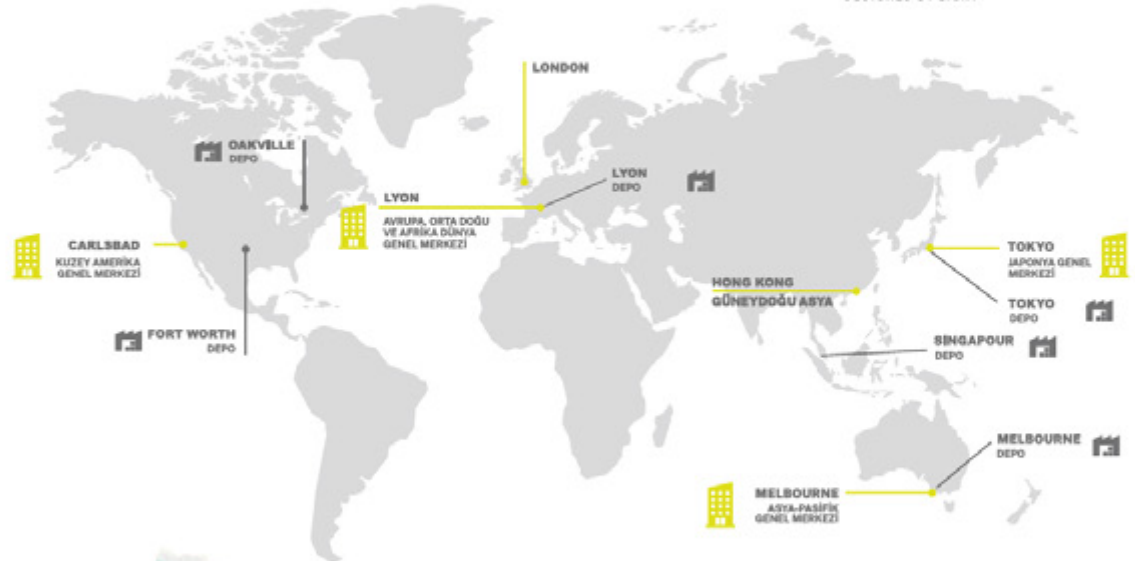 LONDON
OAKVILLE
DEPO
LYON
DEPO
LYON
AVRUPA, ORTA DOĞU
VE AFRİKA DÜNYA
GENEL MERKEZİ
CARLSBAD
KUZEY AMERİKA
GENEL MERKEZİ
TOKYO
JAPONYA GENEL
MERKEZİ
HONG KONG
GÜNEYDOĞU ASYA
TOKYO
DEPO
FORT WORTH
DEPO
SINGAPOUR
DEPO
MELBOURNE
DEPO
MELBOURNE
ASYA-PASİFİK
GENEL MERKEZİ